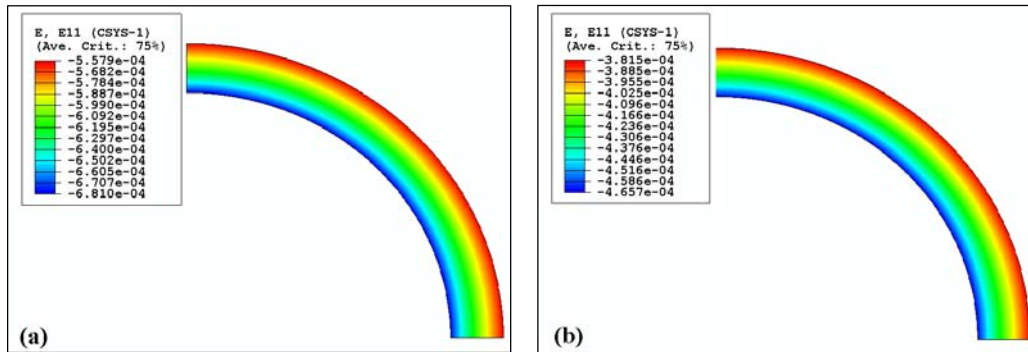 E, E11 (CSYS-1)
(Ave. Crit.: 75%)
-5.579e-04
-5.682e-04
-5.784e-04
-5.887e-04
-5.990e-04
-6.092e-04
-6.195e-04
-6.297e-04
-6.400e-04
-6.502e-04
-6.605e-04
-6.707e-04
-6.810e-04
(a)
E, E11 (CSYS-1)
(Ave. Crit.: 75%)
-3.815e-04
-3.885e-04
-3.955e-04
-4.025e-04
-4.096e-04
-4.166e-04
-4.236e-04
-4.306e-04
-4.376e-04
-4.446e-04
-4.516e-04
-4.586e-04
-4.657e-04
(b)